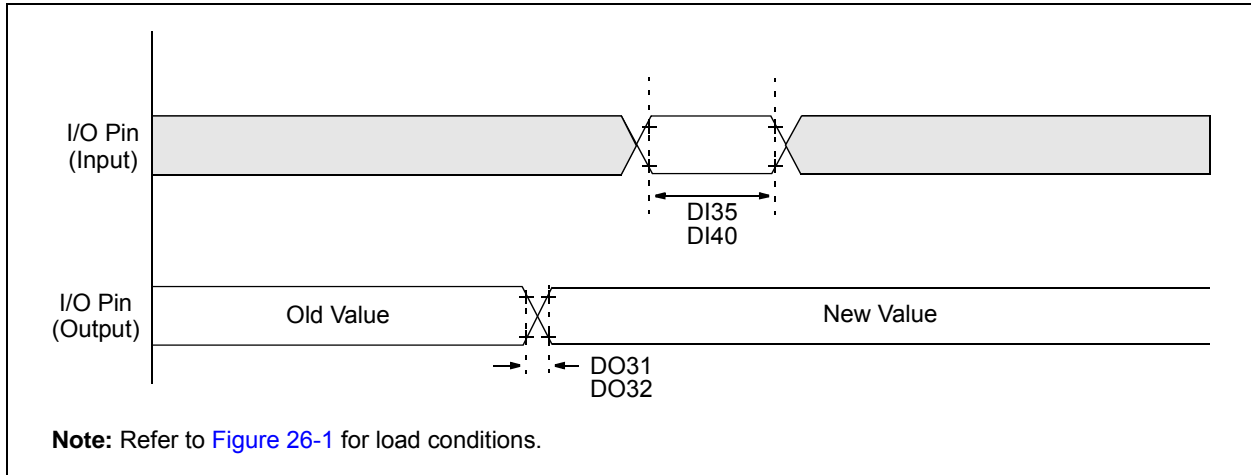 I/O Pin
(Input)
DI35
DI40
I/O Pin
(Output)
Old Value
New Value
DO31
DO32
Note: Refer to Figure 26-1 for load conditions.